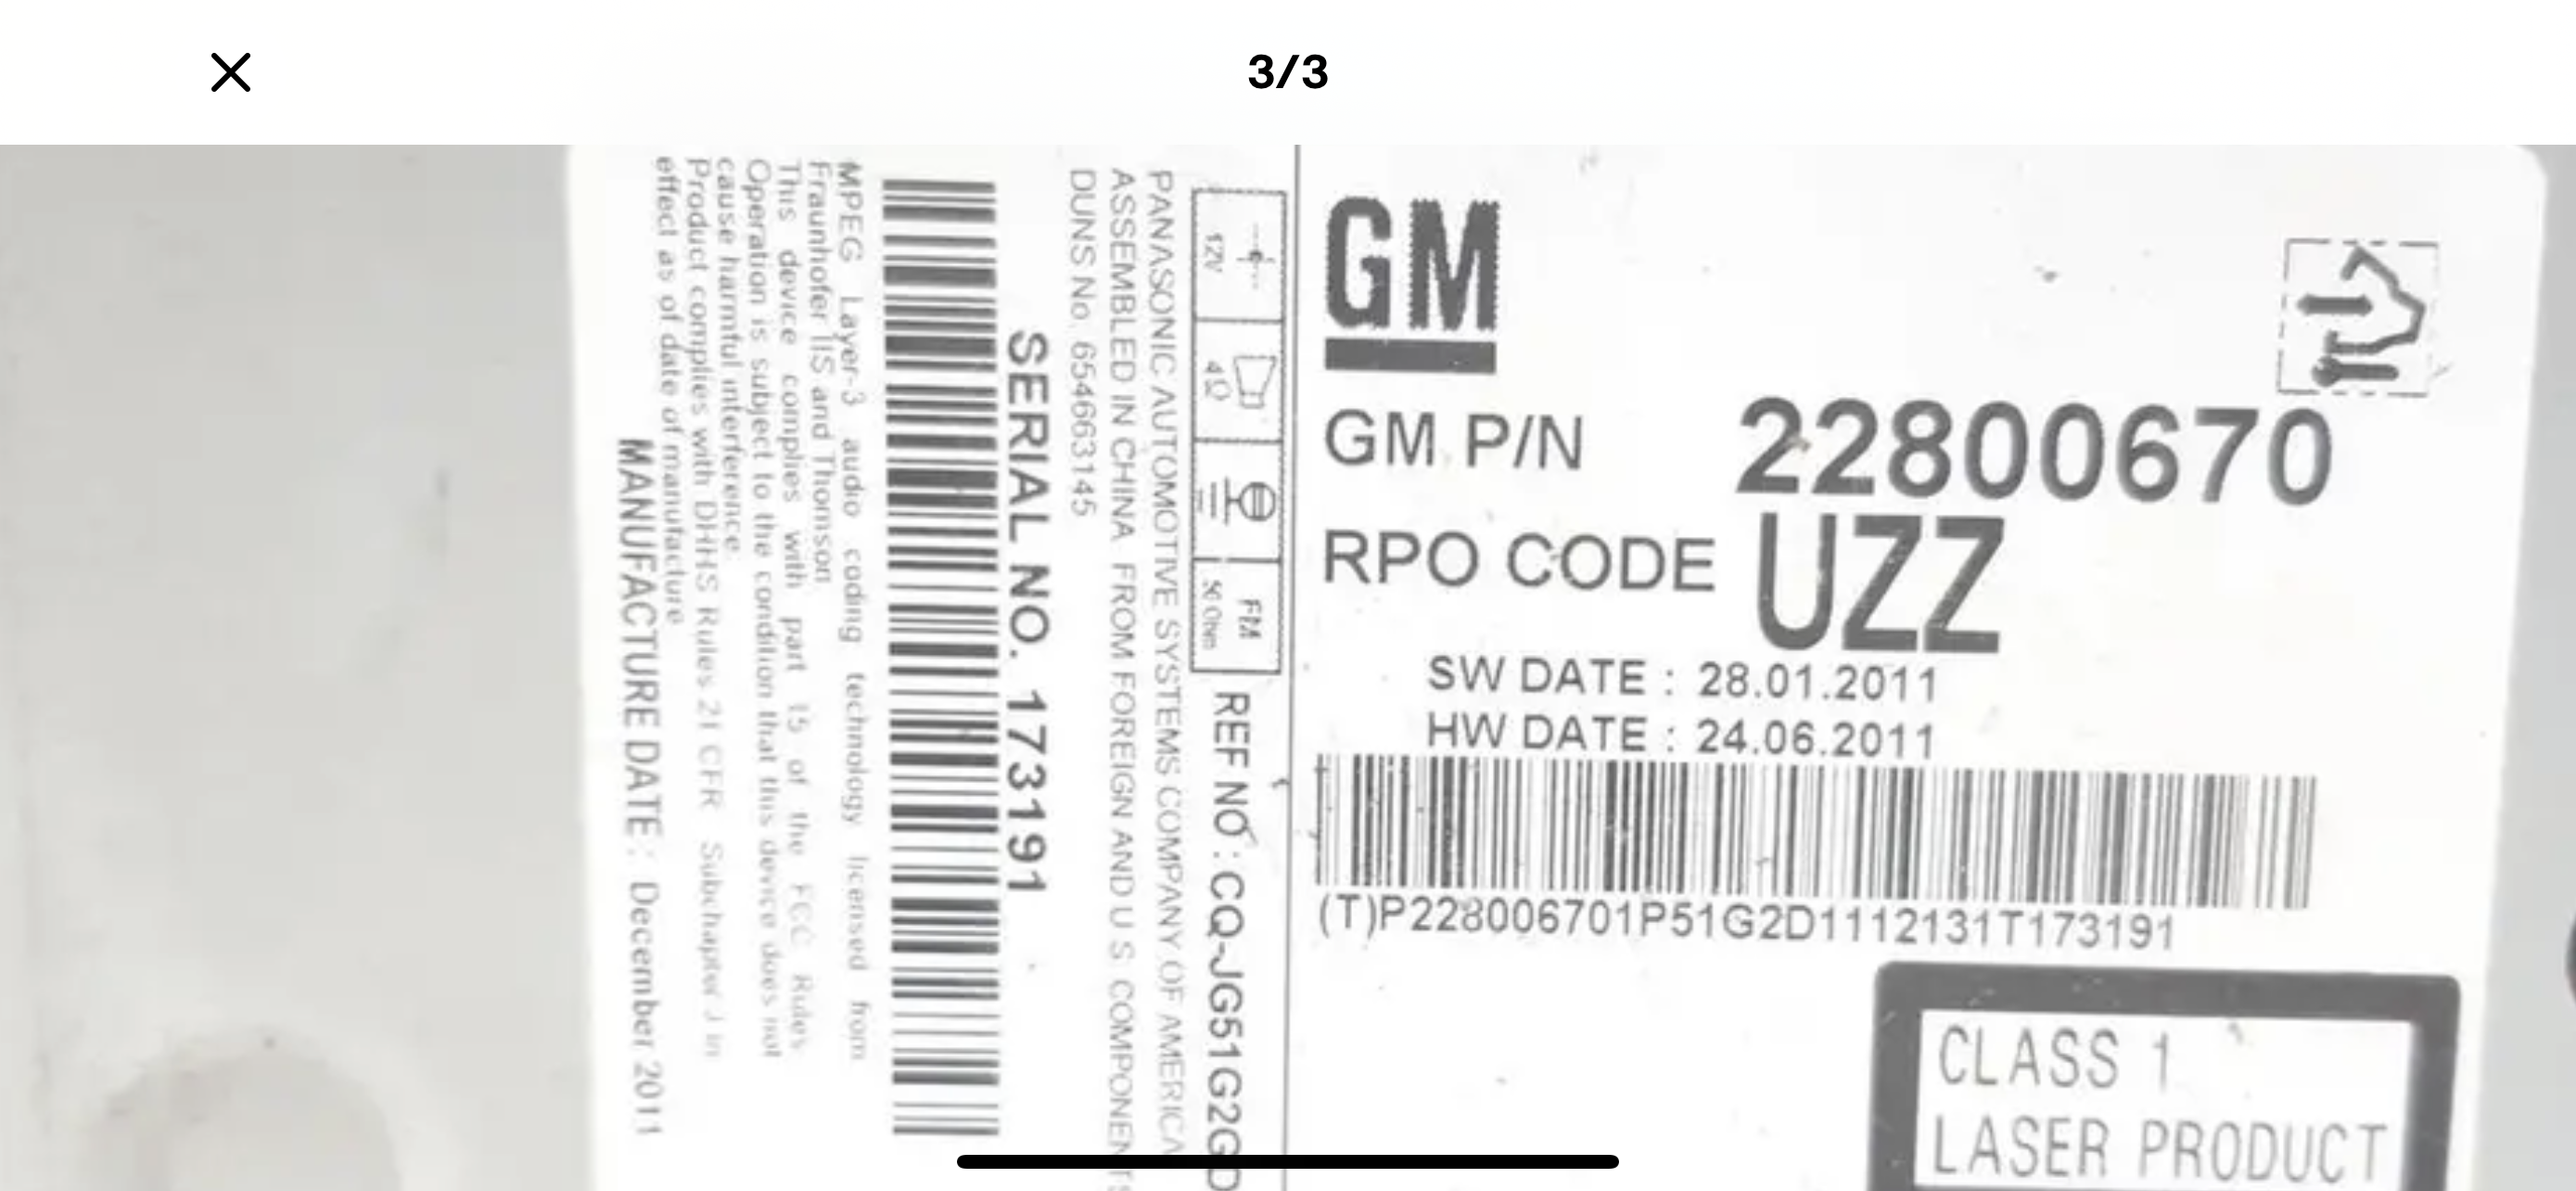 3/3
GM
GM P/N 22800670
RPO CODE UZZ
SW DATE : 28.01.2011
HW DATE : 24.06.2011
(T)P228006701P51G2D1112131T173191
CLASS 1
LASER PRODUCT
12V
4Ω
FM
50 Ohm
REF NO : CQ-JG51G2GD
PANASONIC AUTOMOTIVE SYSTEMS COMPANY OF AMERICA
ASSEMBLED IN CHINA FROM FOREIGN AND U S COMPONENTS
DUNS No. 654663145
SERIAL NO. 173191
MPEG Layer-3 audio coding technology licensed from
Fraunhofer IIS and Thomson
This device complies with part 15 of the FCC Rules.
Operation is subject to the condition that this device does not
cause harmful interference.
Product complies with DHHS Rules 21 CFR Subchapter J in
effect as of date of manufacture
MANUFACTURE DATE : December 2011